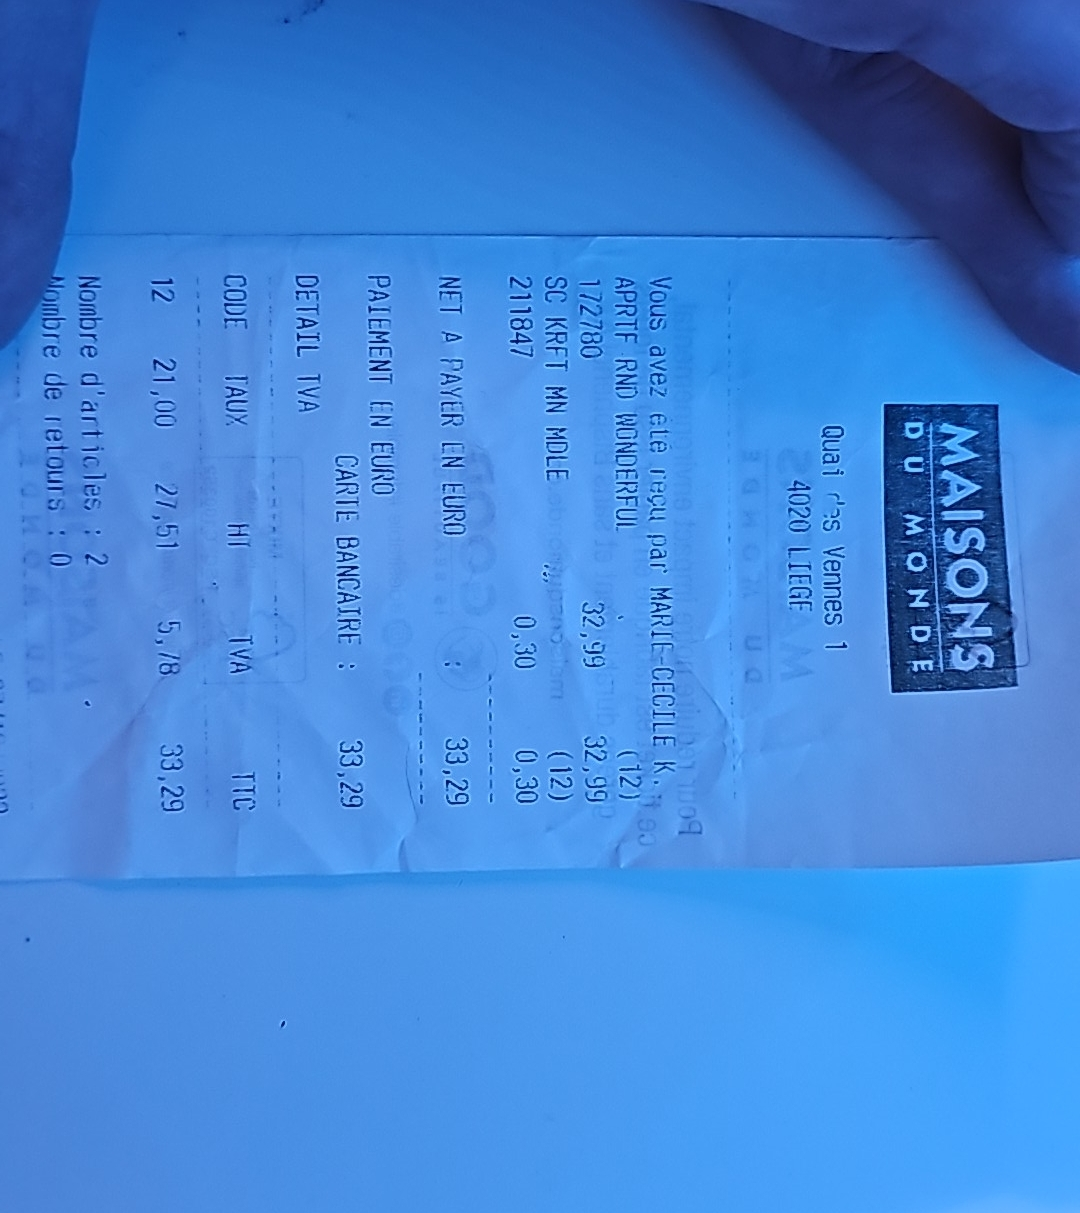 MAISONS
DU MONDE
Quai des Vennes 1
4020 LIEGE
Vous avez été reçu par MARIE-CECILE K.
APRTIF RND WONDERFUL (12)
172780 32,99 32,99
SC KRFT MN MDLE (12)
211847 0,30 0,30
NET A PAYER EN EURO : 33,29
PAIEMENT EN EURO
CARTE BANCAIRE : 33,29
DETAIL TVA
CODE TAUX HT TVA TTC
12 21,00 27,51 5,78 33,29
Nombre d'articles : 2
Nombre de retours : 0